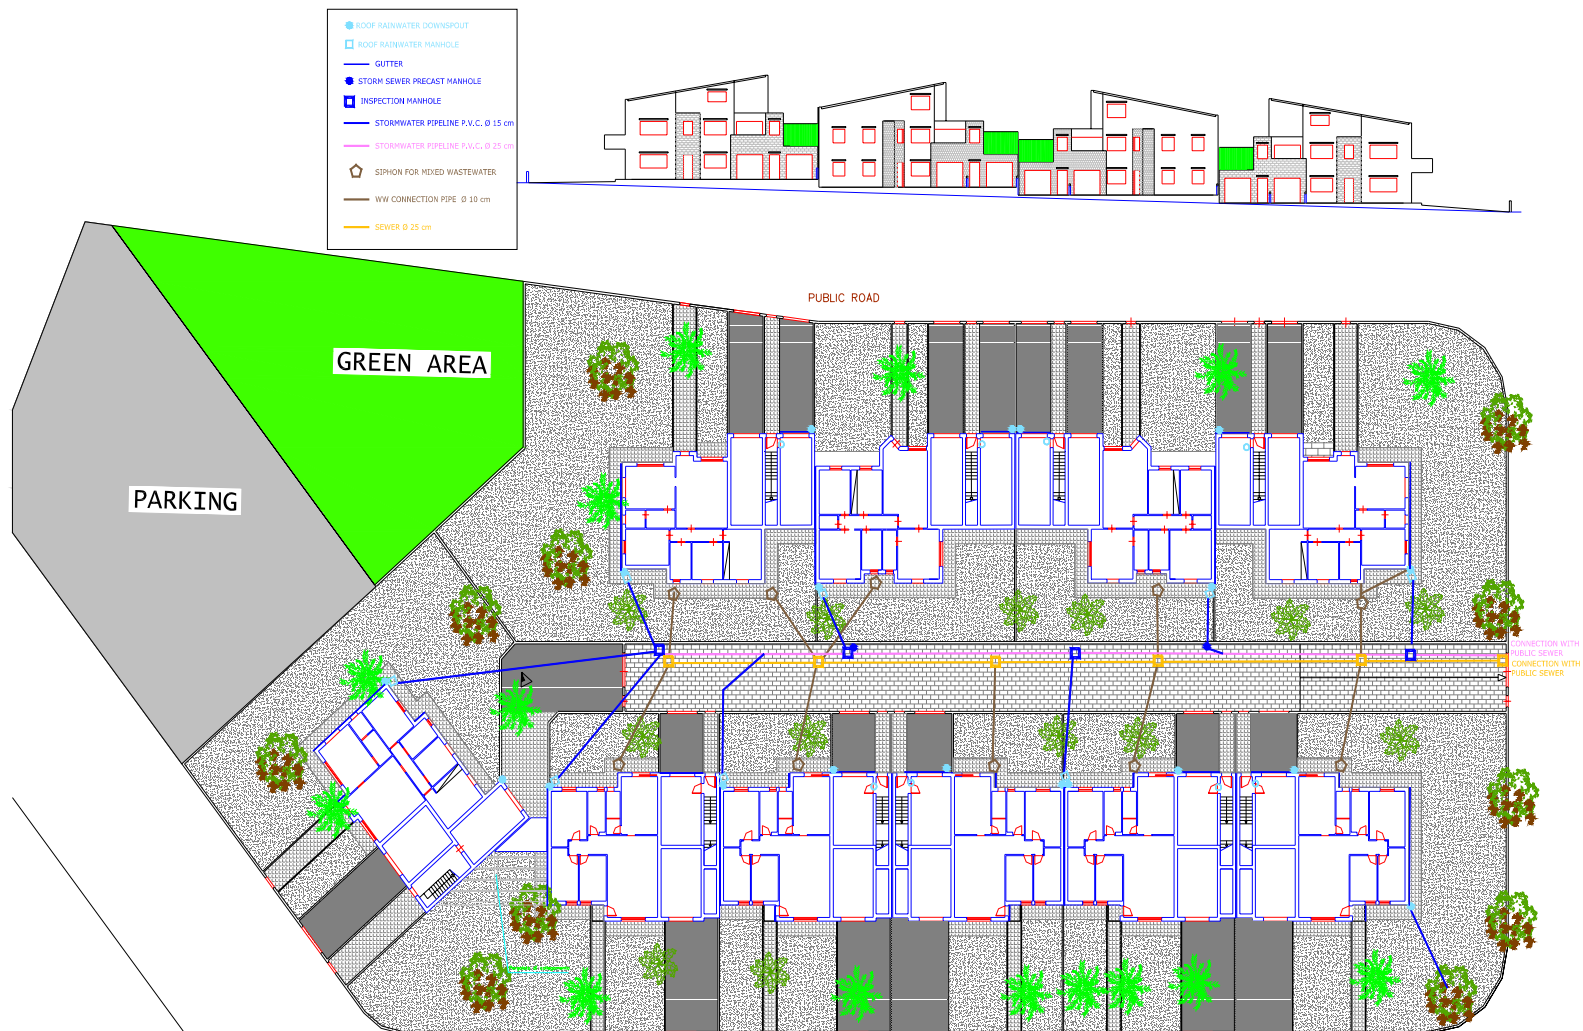 ROOF RAINWATER DOWNSPOUT
ROOF RAINWATER MANHOLE
GUTTER
STORM SEWER PRECAST MANHOLE
INSPECTION MANHOLE
STORMWATER PIPELINE P.V.C. Ø 15 cm
STORMWATER PIPELINE P.V.C. Ø 25 cm
SIPHON FOR MIXED WASTEWATER
WW CONNECTION PIPE Ø 10 cm
SEWER Ø 25 cm
PUBLIC ROAD
GREEN AREA
PARKING
CONNECTION WITH
PUBLIC SEWER
CONNECTION WITH
PUBLIC SEWER